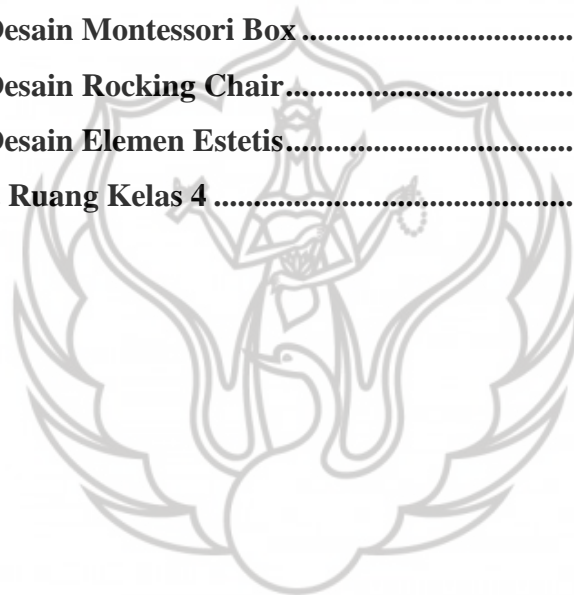 Desain Montessori Box ..................................
Desain Rocking Chair....................................
Desain Elemen Estetis....................................
Ruang Kelas 4 .............................................